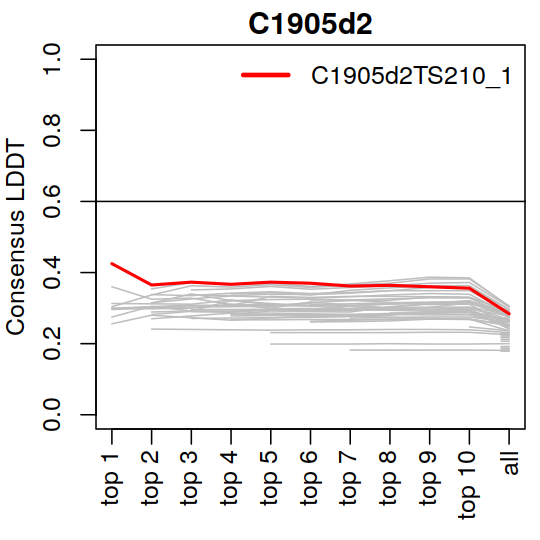 C1905d2
C1905d2TS210_1
Consensus LDDT
1.0
0.8
0.6
0.4
0.2
0.0
top 1
top 2
top 3
top 4
top 5
top 6
top 7
top 8
top 9
top 10
all